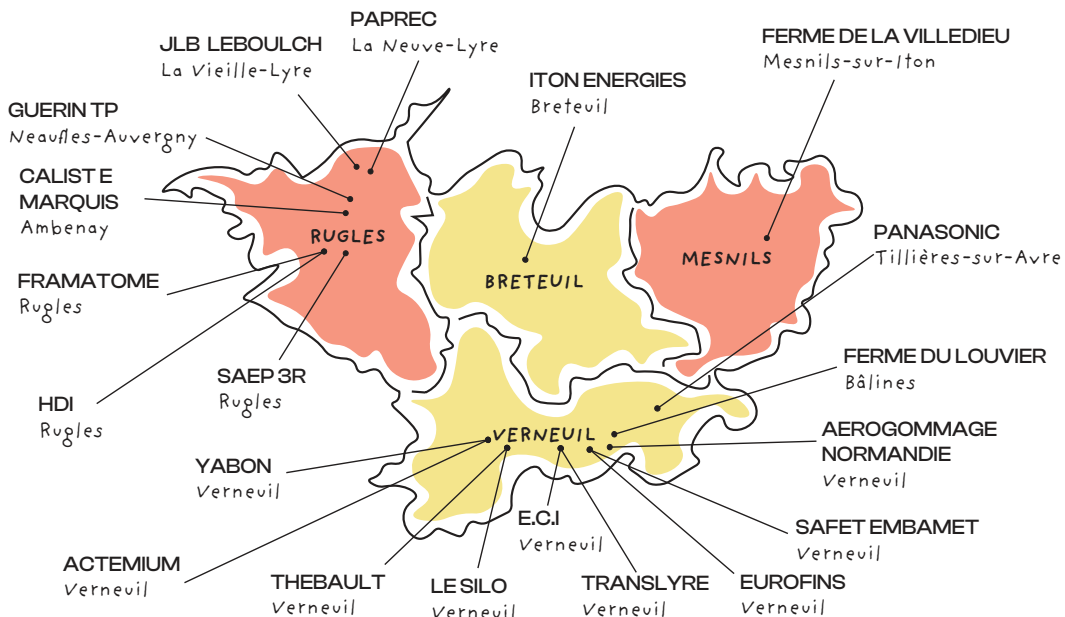 PAPREC
La Neuve-Lyre
JLB LEBOULCH
La Vieille-Lyre
FERME DE LA VILLEDIEU
Mesnils-sur-Iton
ITON ENERGIES
Breteuil
GUERIN TP
Neaufles-Auvergny
CALIST E
MARQUIS
Ambenay
RUGLES
BRETEUIL
MESNILS
PANASONIC
Tillières-sur-Avre
FRAMATOME
Rugles
SAEP 3R
Rugles
HDI
Rugles
FERME DU LOUVIER
Bâlines
VERNEUIL
AEROGOMMAGE
NORMANDIE
Verneuil
YABON
Verneuil
E.C.I
Verneuil
SAFET EMBAMET
Verneuil
ACTEMIUM
Verneuil
THEBAULT
Verneuil
LE SILO
Verneuil
TRANSLYRE
Verneuil
EUROFINS
Verneuil